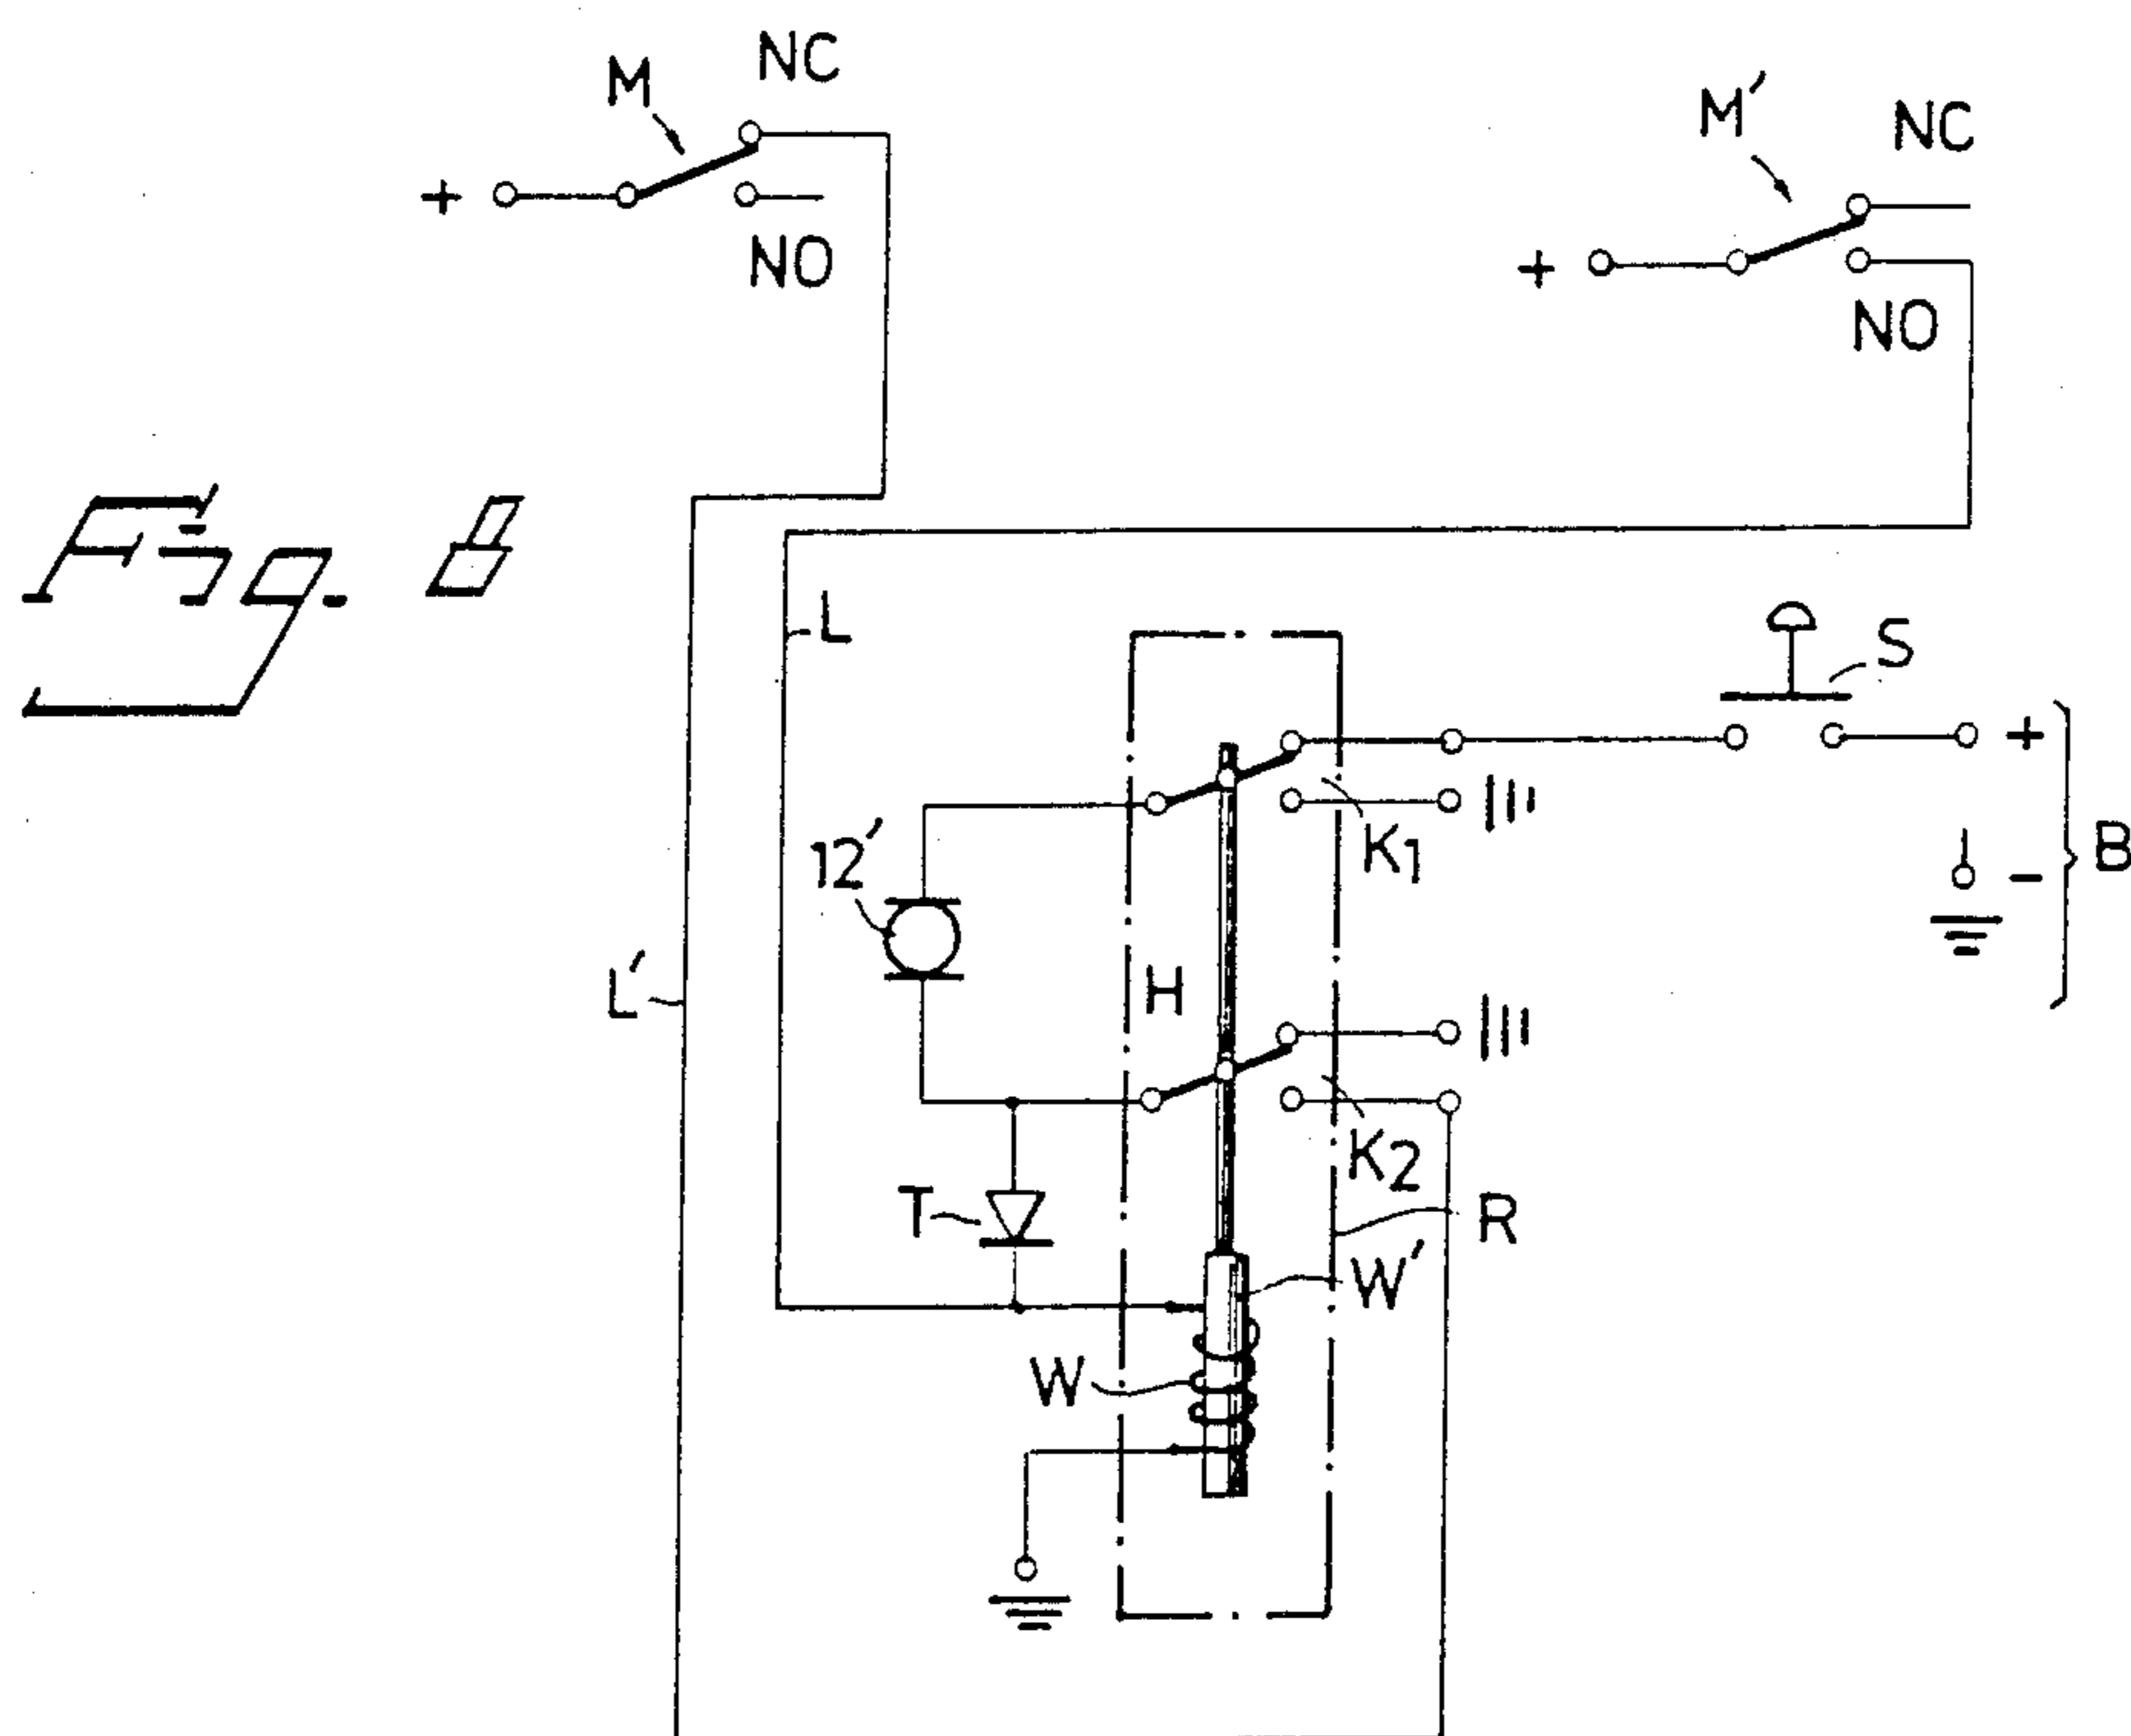 M
NC
M'
NC
+
NO
+
NO
Fig. 8
L
S
+
12'
K1
B
-
L'
H
K2
T
R
W'
W